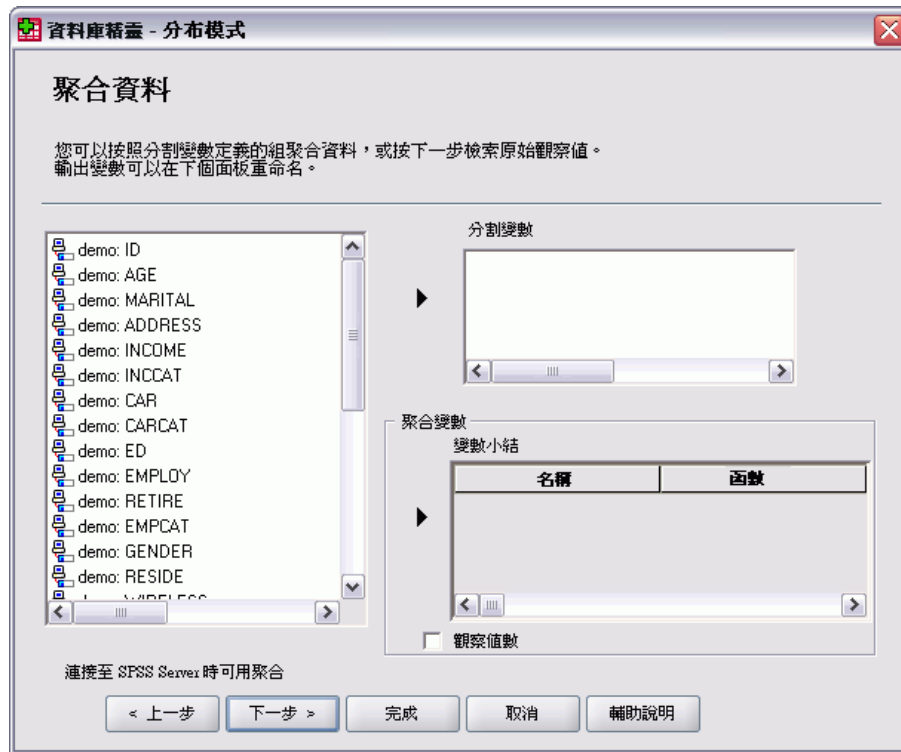 資料庫精靈 - 分布模式
聚合資料
您可以按照分割變數定義的組聚合資料，或按下一步檢索原始觀察值。
輸出變數可以在下個面板重命名。
demo: ID
demo: AGE
demo: MARITAL
demo: ADDRESS
demo: INCOME
demo: INCCAT
demo: CAR
demo: CARCAT
demo: ED
demo: EMPLOY
demo: RETIRE
demo: EMPCAT
demo: GENDER
demo: RESIDE
分割變數
聚合變數
變數小結
名稱
函數
觀察值數
連接至 SPSS Server 時可用聚合
< 上一步
下一步 >
完成
取消
輔助說明